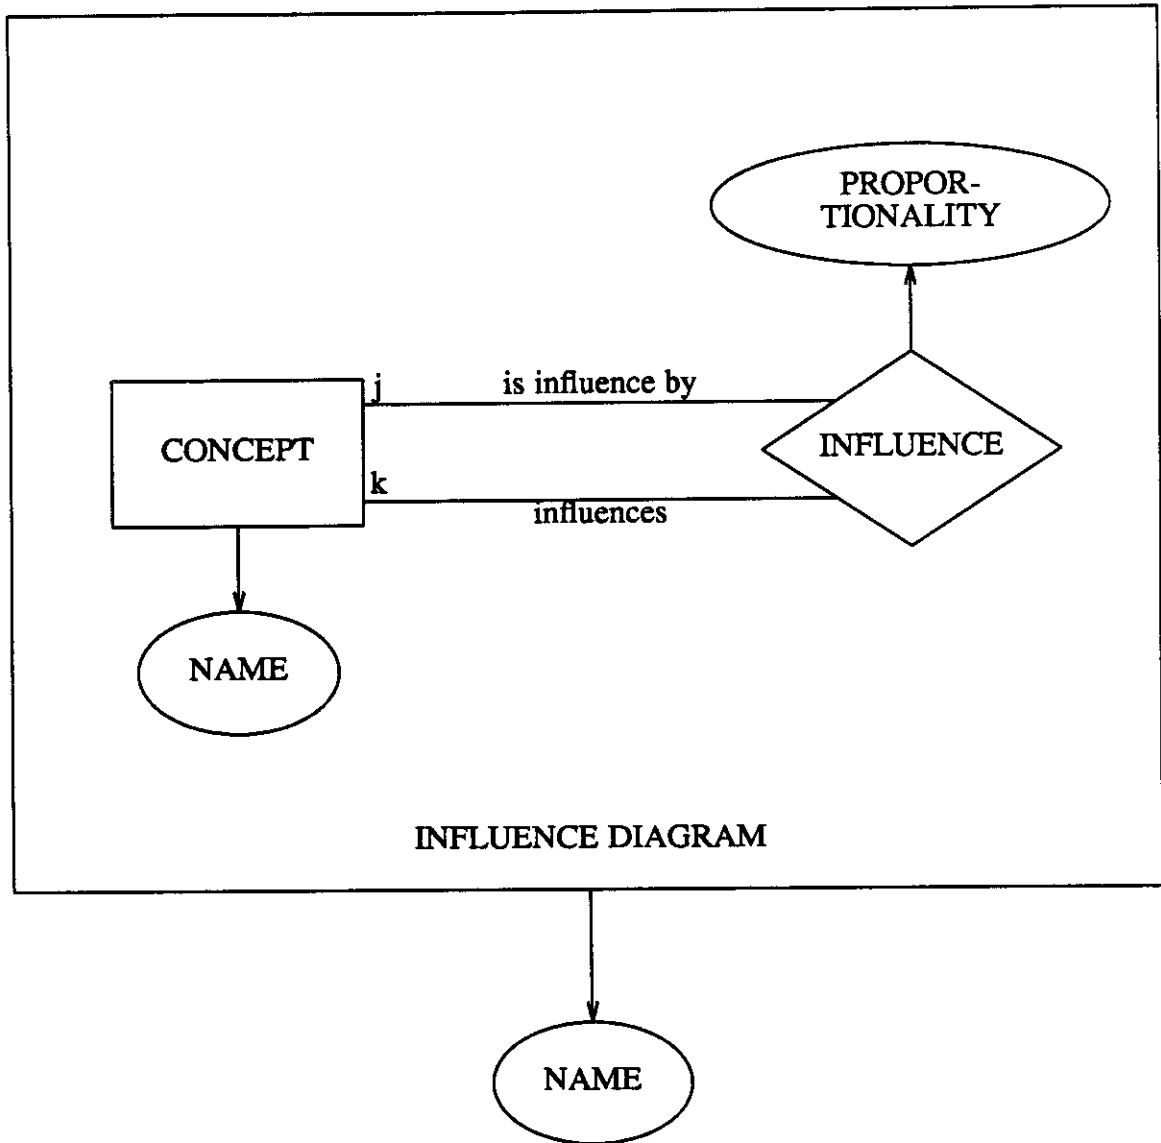 PROPOR-
TIONALITY
j
is influence by
CONCEPT
INFLUENCE
k
influences
NAME
INFLUENCE DIAGRAM
NAME